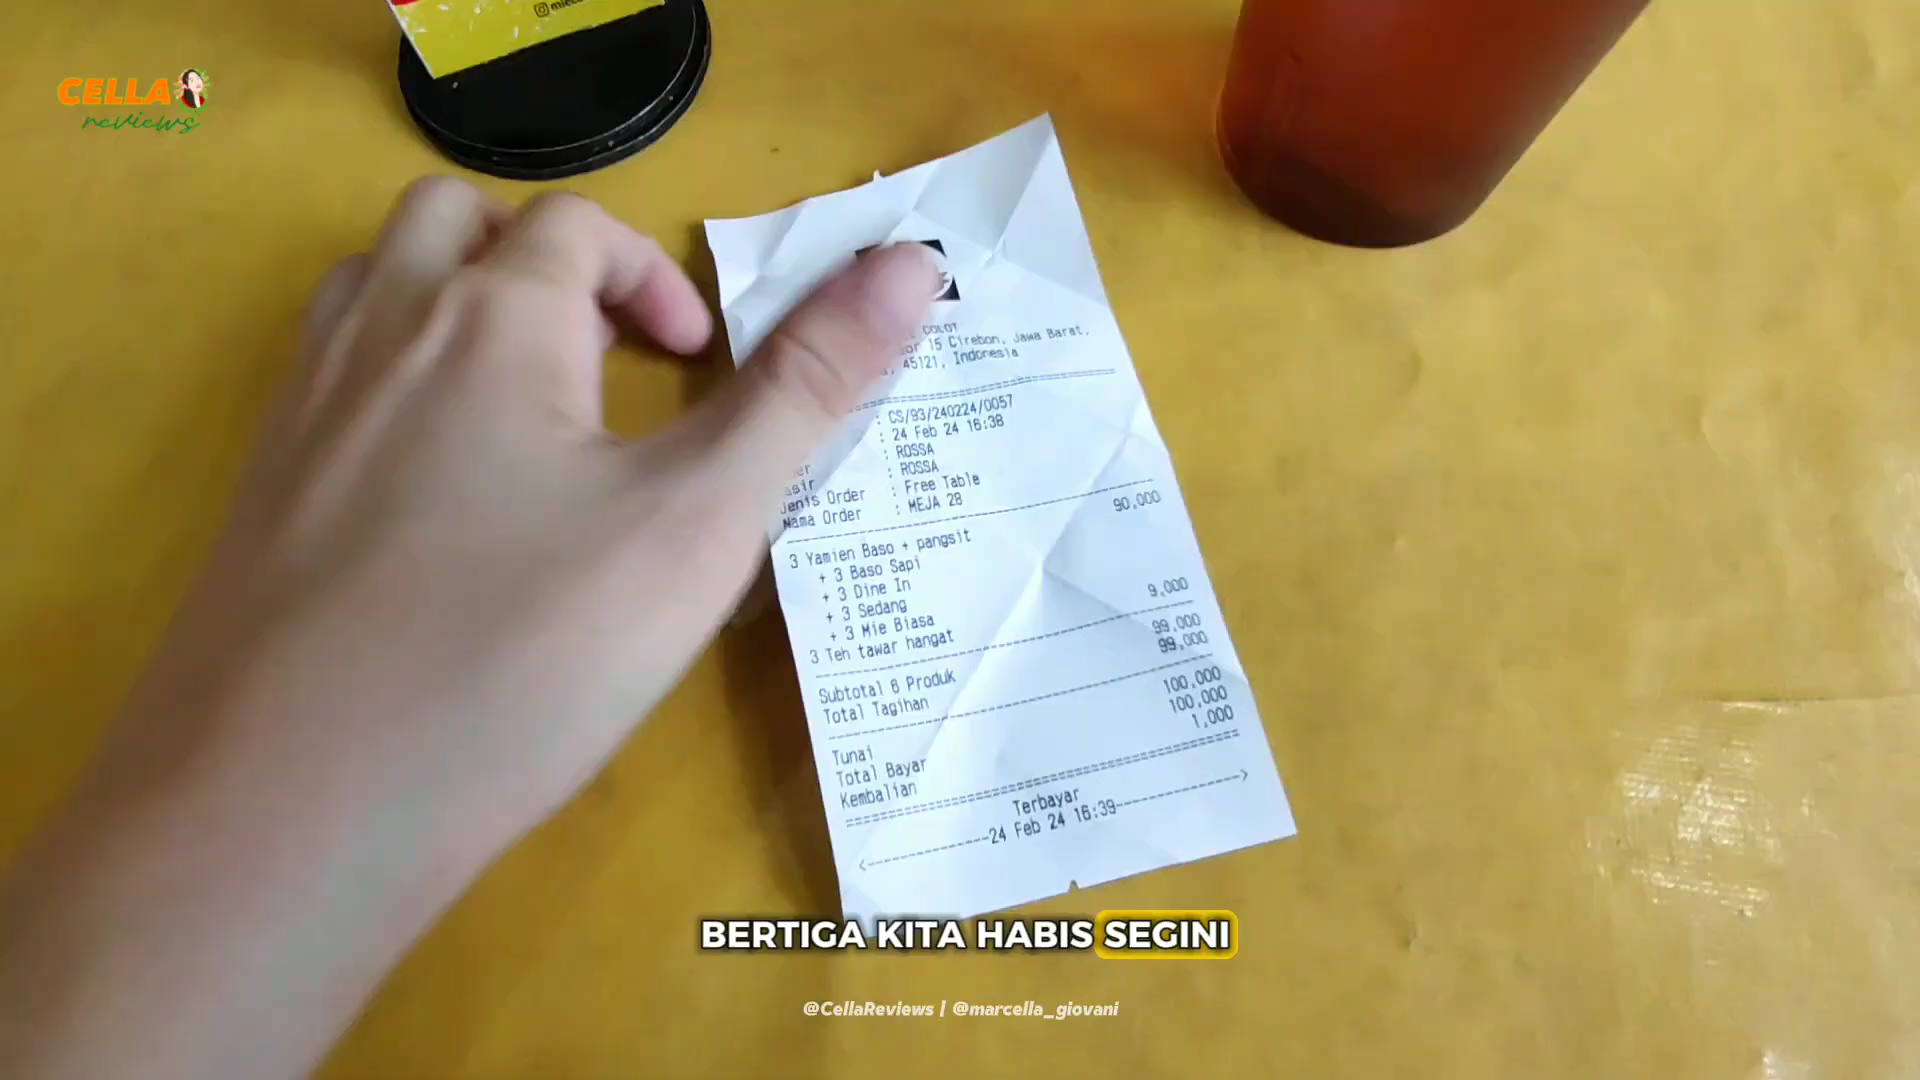 CELLA
reviews
COLOT
15 Cirebon, Jawa Barat,
45121, Indonesia
: CS/93/240224/0057
: 24 Feb 24 16:38
: ROSSA
: ROSSA
Jenis Order : Free Table
Nama Order : MEJA 28
3 Yamien Baso + pangsit 90,000
+ 3 Baso Sapi
+ 3 Dine In
+ 3 Sedang
+ 3 Mie Biasa
3 Teh tawar hangat 9,000
Subtotal 6 Produk 99,000
Total Tagihan 99,000
Tunai 100,000
Total Bayar 100,000
Kembalian 1,000
Terbayar
<---------24 Feb 24 16:39--------->
BERTIGA KITA HABIS SEGINI
@CellaReviews | @marcella_giovani